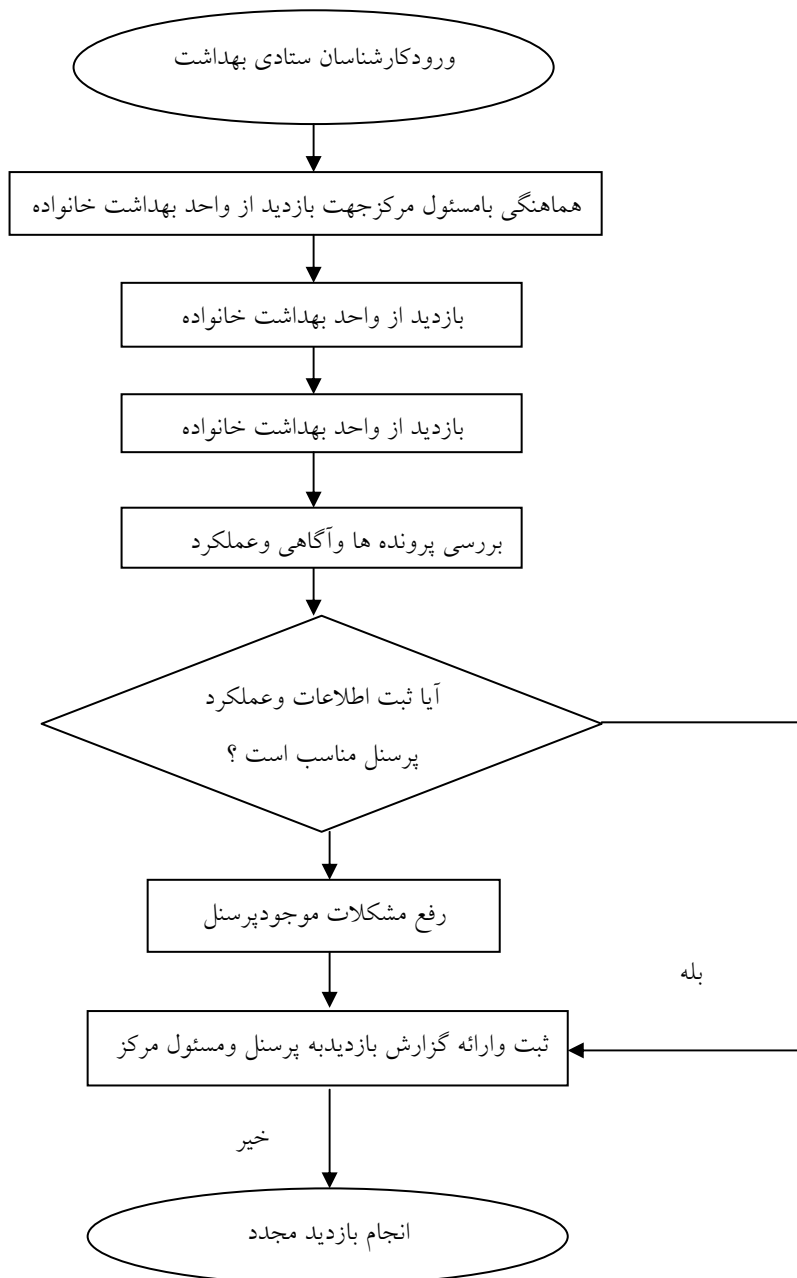 ورودکارشناسان ستادی بهداشت
هماهنگی بامسئول مرکزجهت بازدید از واحد بهداشت خانواده
بازدید از واحد بهداشت خانواده
بازدید از واحد بهداشت خانواده
بررسی پرونده ها وآگاهی وعملکرد
آیا ثبت اطلاعات وعملکرد
پرسنل مناسب است ؟
رفع مشکلات موجودپرسنل
بله
ثبت وارائه گزارش بازدیدبه پرسنل ومسئول مرکز
خیر
انجام بازدید مجدد